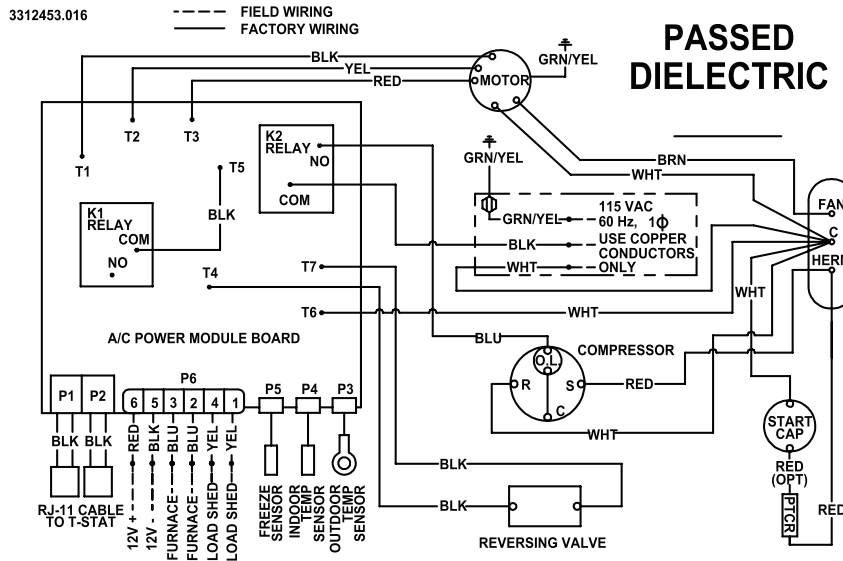 3312453.016
FIELD WIRING
FACTORY WIRING
PASSED
DIELECTRIC
BLK
YEL
RED
MOTOR
GRN/YEL
T1
T2
T3
T5
BLK
K2
RELAY
NO
COM
K1
RELAY
COM
NO
T4
T7
T6
A/C POWER MODULE BOARD
GRN/YEL
BRN
WHT
GRN/YEL
BLK
WHT
115 VAC
60 Hz, 1ϕ
USE COPPER
CONDUCTORS
ONLY
FAN
C
HERM
WHT
WHT
BLU
O.L.
COMPRESSOR
R
S
C
RED
WHT
START
CAP
RED
(OPT)
PTCR
RED
P1
P2
P6
6
5
3
2
4
1
P5
P4
P3
BLK
BLK
RED
BLK
BLU
BLU
YEL
YEL
RJ-11 CABLE
TO T-STAT
12V +
12V -
FURNACE
FURNACE
LOAD SHED
LOAD SHED
FREEZE
SENSOR
INDOOR
TEMP
SENSOR
OUTDOOR
TEMP
SENSOR
BLK
BLK
REVERSING VALVE